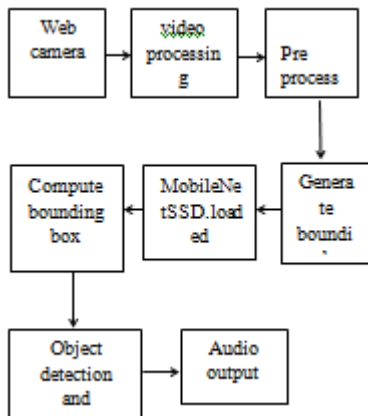 Web
camera
video
processin
g
Pre
process
Genera
te
boundi
MobileNe
tSSD.load
ed
Compute
bounding
box
Object
detection
and
Audio
output